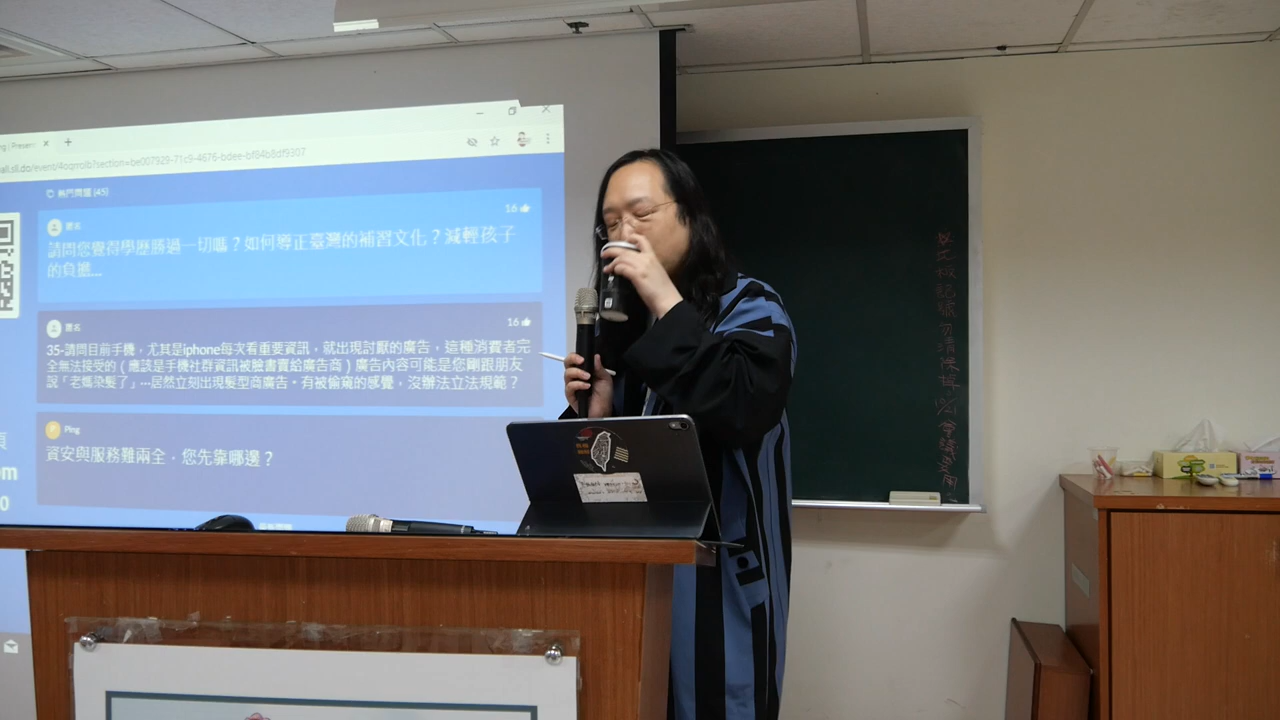 熱門問題 (45)
匿名
16
請問您覺得學歷勝過一切嗎？如何導正臺灣的補習文化？減輕孩子
的負擔...
匿名
16
35-請問目前手機，尤其是iphone每次看重要資訊，就出現討厭的廣告，這種消費者完
全無法接受的（應該是手機社群資訊被臉書賣給廣告商）廣告內容可能是您剛跟朋友
說「老媽染髮了」...居然立刻出現髮型商廣告，有被偷窺的感覺，沒辦法立法規範？
Ping
資安與服務難兩全，您先靠哪邊？